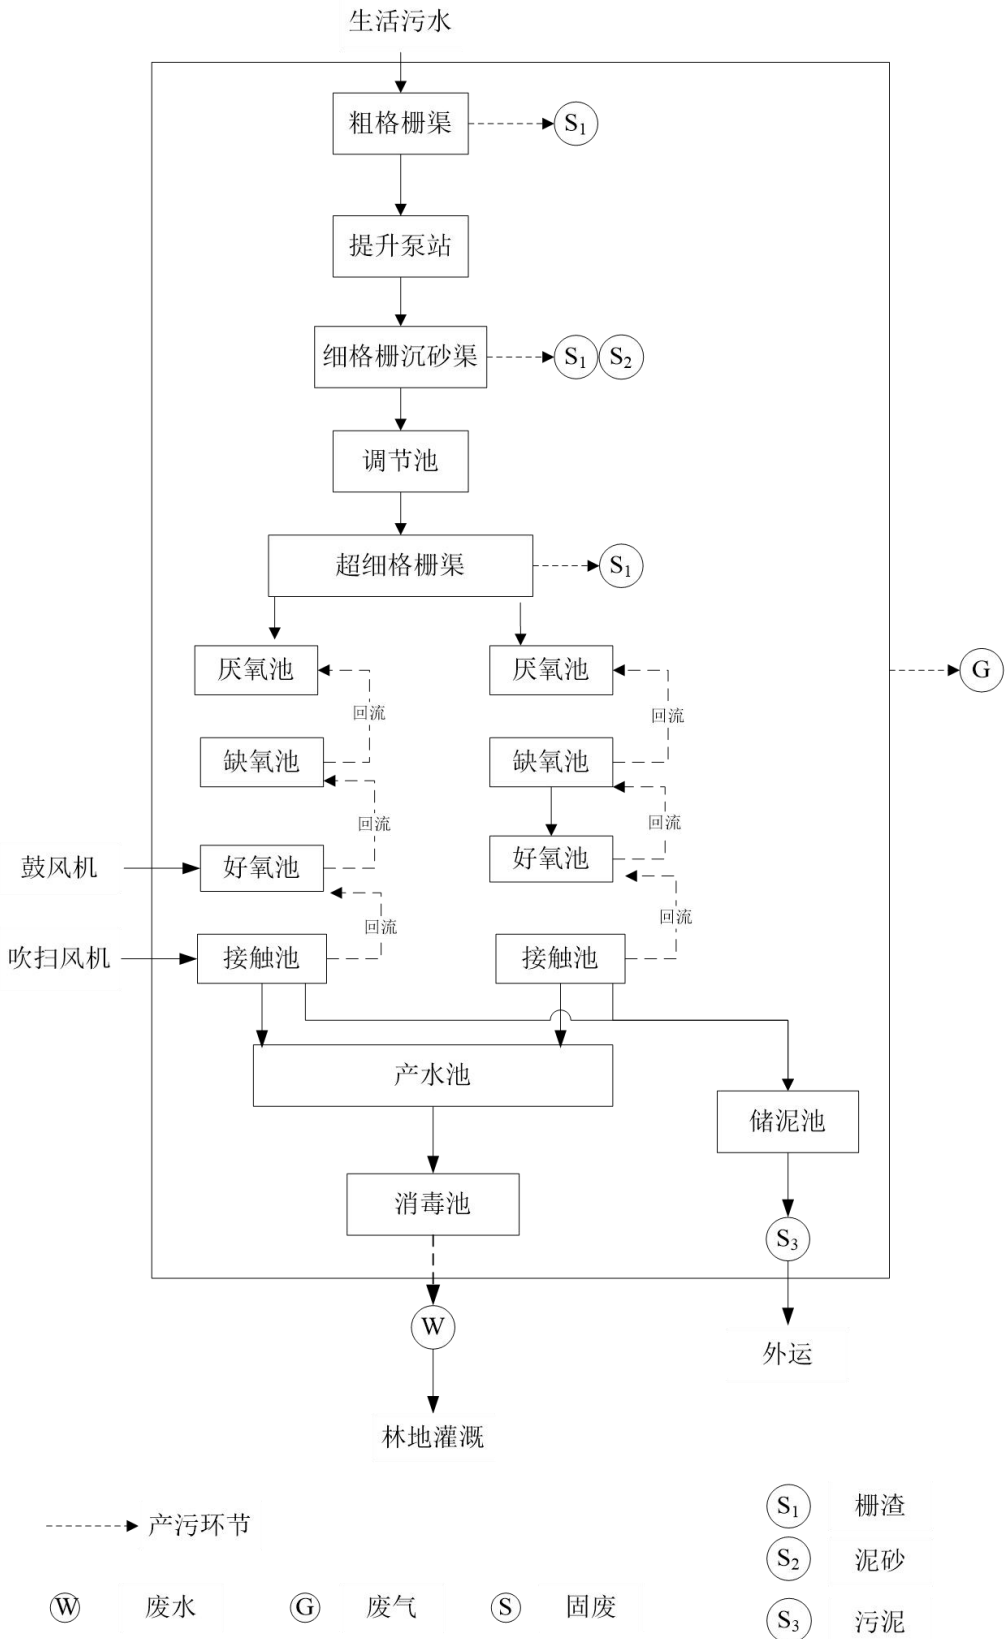 生活污水
粗格栅渠
S1
提升泵站
细格栅沉砂渠
S1 S2
调节池
超细格栅渠
S1
厌氧池
厌氧池
G
回流
回流
缺氧池
缺氧池
回流
回流
鼓风机
好氧池
好氧池
回流
回流
吹扫风机
接触池
接触池
产水池
储泥池
消毒池
S3
W
外运
林地灌溉
产污环节
S1 栅渣
S2 泥砂
W 废水
G 废气
S 固废
S3 污泥